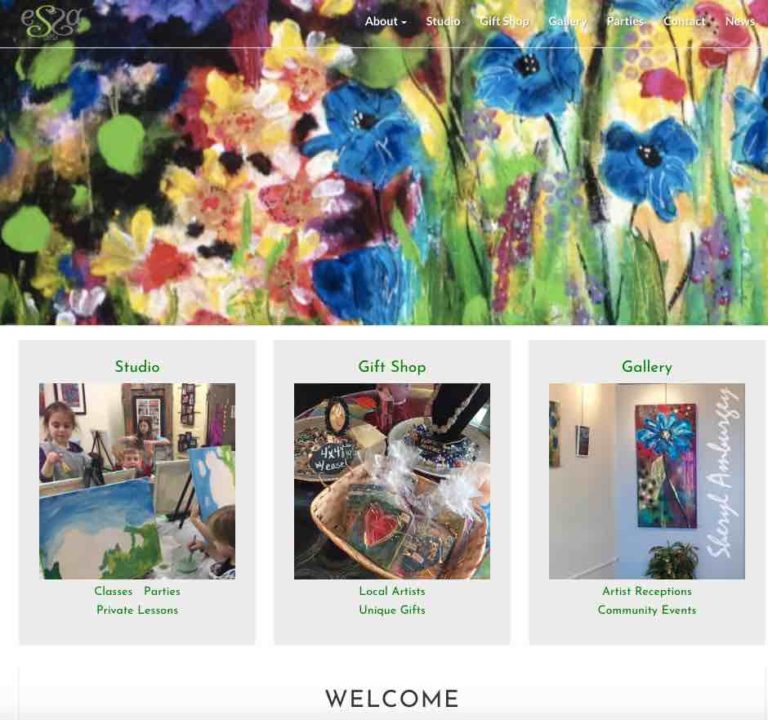 essa
About Studio Gift Shop Gallery Parties Contact News
Studio
Gift Shop
Gallery
4x4"
w/easel
Sheryl Amburgey
Classes Parties
Private Lessons
Local Artists
Unique Gifts
Artist Receptions
Community Events
WELCOME